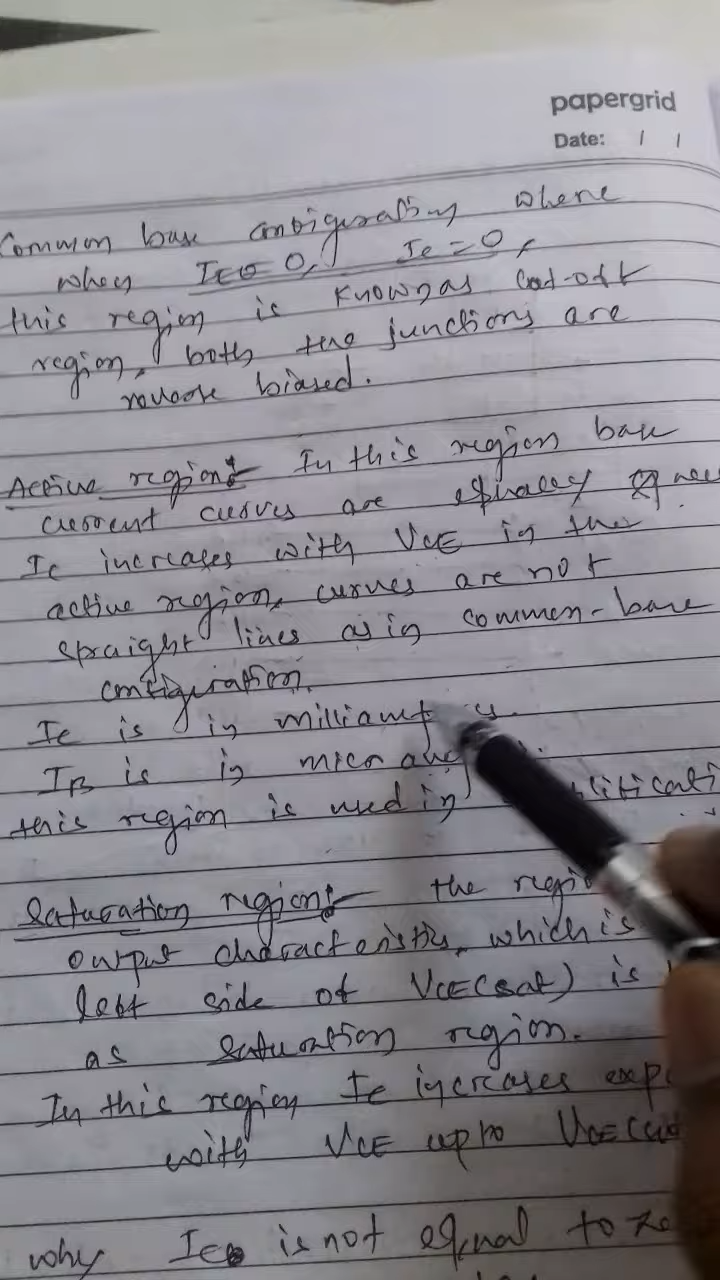 papergrid
Date: / /
Common base configuration where
when IE = 0, Ic = 0,
this region is known as cut-off
region, both the junctions are
reverse biased.
Active region:- In this region base
current curves are equally
Ic increases with VCE in the
active region, curves are not
straight lines as in common-base
configuration.
Ic is in
IB is in micro
this region is used in
Saturation region:- the
output characteristics, which is
left side of VCE(sat) is
as saturation region.
In this region Ic increases
with VCE upto
why is not equal to